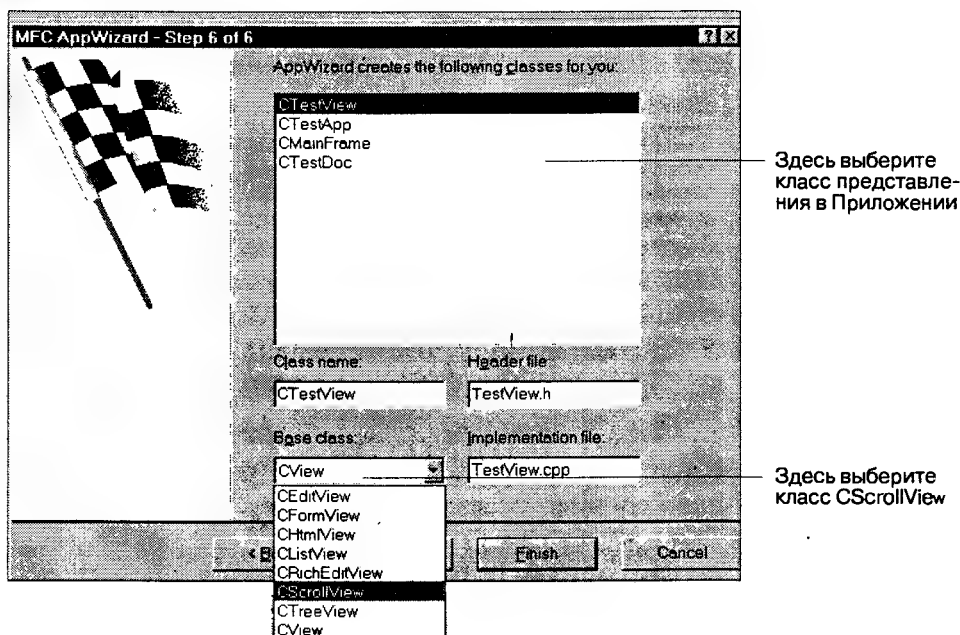 MFC AppWizard - Step 6 of 6
AppWizard creates the following classes for you:
CTestView
CTestApp
CMainFrame
CTestDoc
Здесь выберите
класс представле-
ния в Приложении
Class name:
Header file:
CTestView
TestView.h
Base class:
Implementation file:
CView
TestView.cpp
Здесь выберите
класс CScrollView
CEditView
CFormView
CHtmlView
CListView
CRichEditView
CScrollView
CTreeView
CView
< B
Finish
Cancel